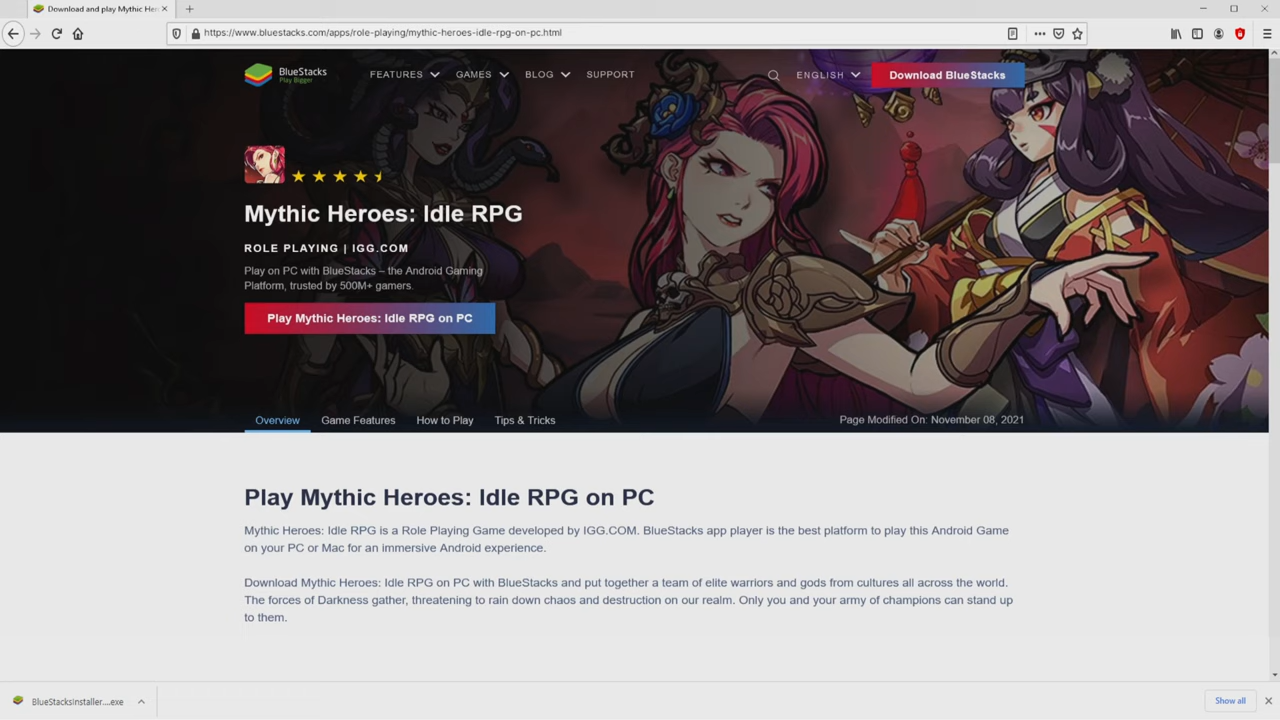 Download and play Mythic Her
https://www.bluestacks.com/apps/role-playing/mythic-heroes-idle-rpg-on-pc.html
BlueStacks
Play Bigger
FEATURES
GAMES
BLOG
SUPPORT
ENGLISH
Download BlueStacks
Mythic Heroes: Idle RPG
ROLE PLAYING | IGG.COM
Play on PC with BlueStacks – the Android Gaming
Platform, trusted by 500M+ gamers.
Play Mythic Heroes: Idle RPG on PC
Overview
Game Features
How to Play
Tips & Tricks
Page Modified On: November 08, 2021
Play Mythic Heroes: Idle RPG on PC
Mythic Heroes: Idle RPG is a Role Playing Game developed by IGG.COM. BlueStacks app player is the best platform to play this Android Game
on your PC or Mac for an immersive Android experience.
Download Mythic Heroes: Idle RPG on PC with BlueStacks and put together a team of elite warriors and gods from cultures all across the world.
The forces of Darkness gather, threatening to rain down chaos and destruction on our realm. Only you and your army of champions can stand up
to them.
BlueStacksInstaller....exe
Show all